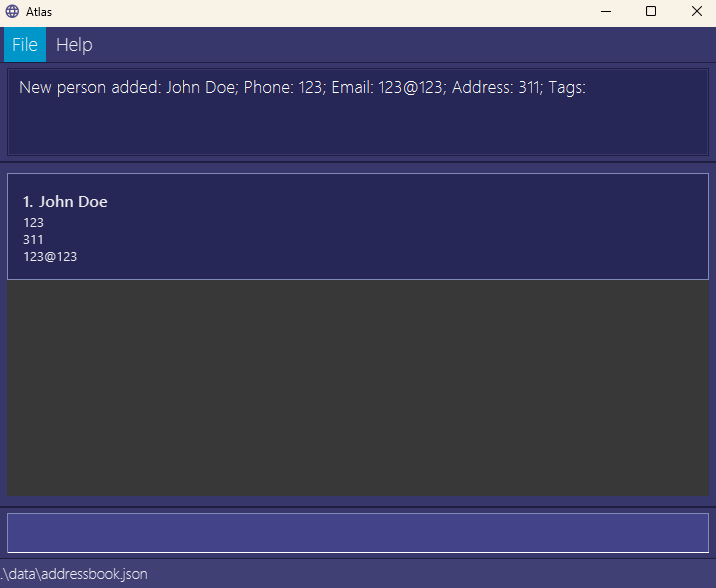 Atlas
File Help
New person added: John Doe; Phone: 123; Email: 123@123; Address: 311; Tags:
1. John Doe
123
311
123@123
.\data\addressbook.json